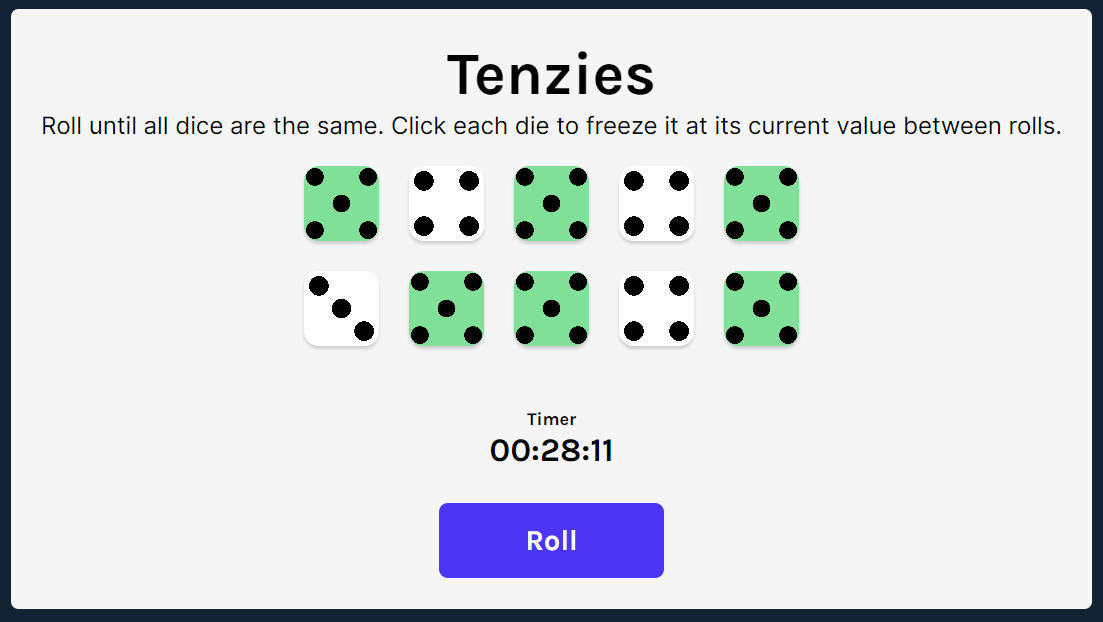 Tenzies
Roll until all dice are the same. Click each die to freeze it at its current value between rolls.
Timer
00:28:11
Roll